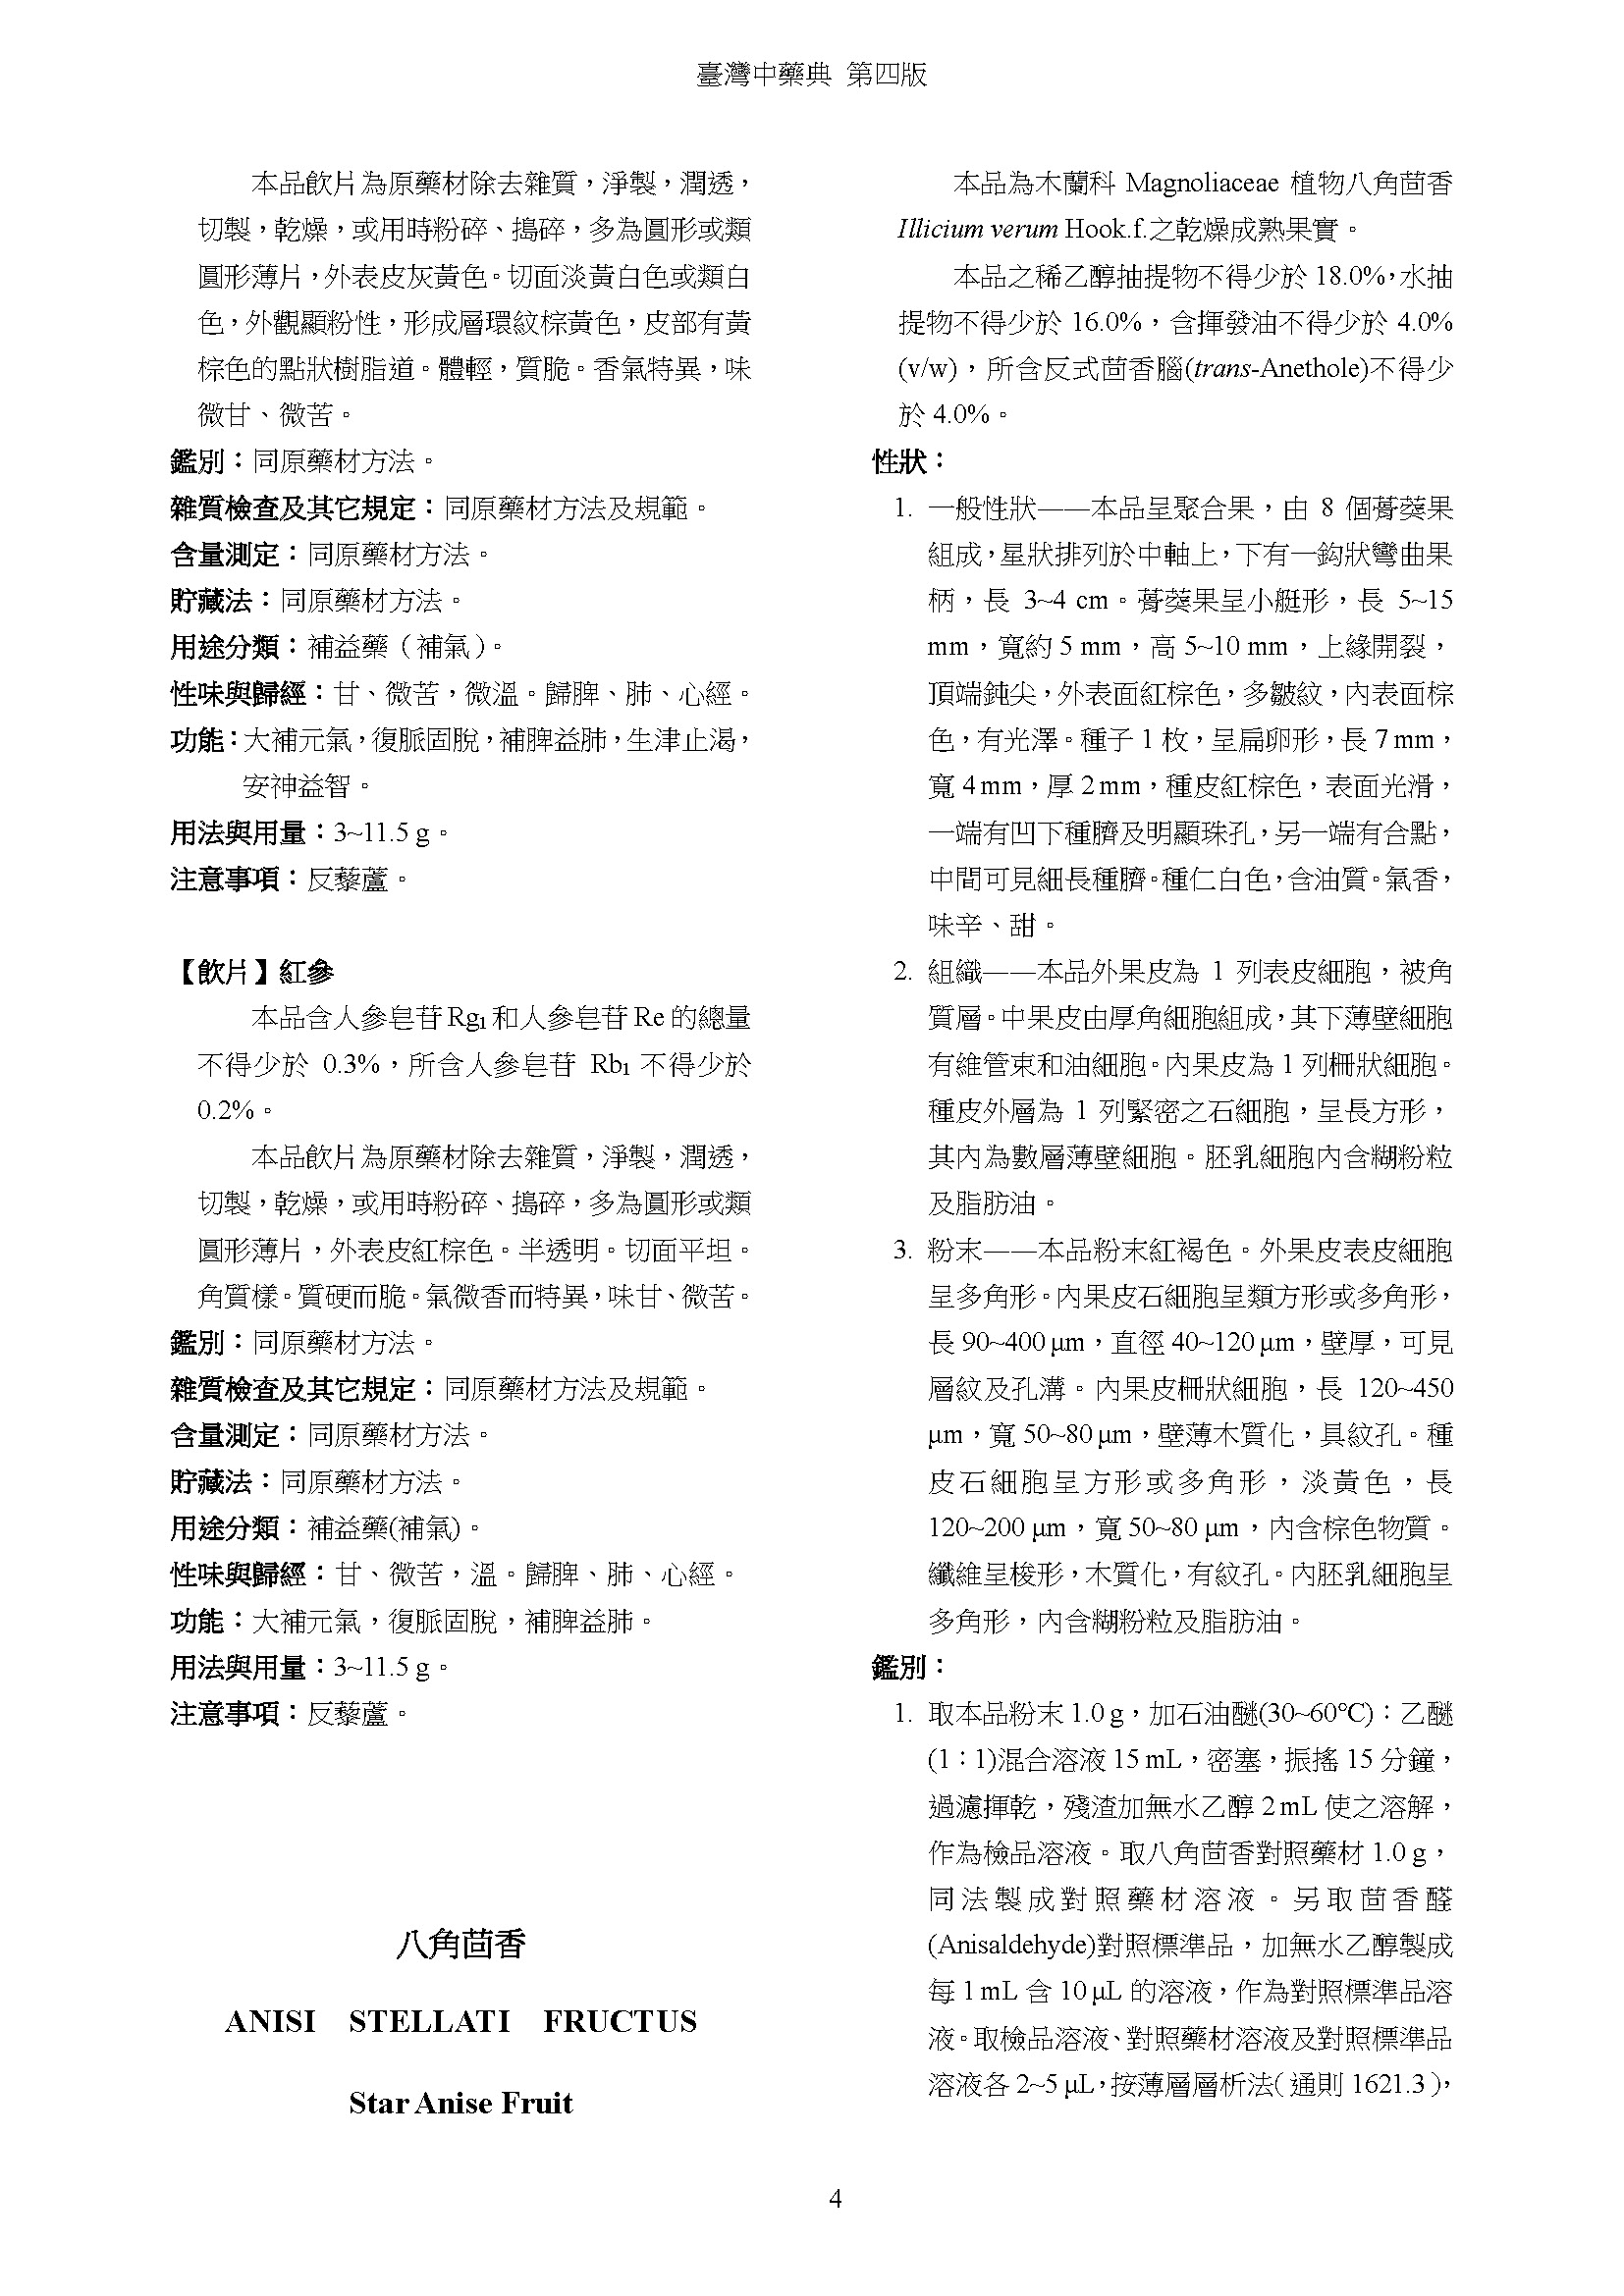 臺灣中藥典 第四版
本品飲片為原藥材除去雜質，淨製，潤透，
切製，乾燥，或用時粉碎、搗碎，多為圓形或類
圓形薄片，外表皮灰黃色。切面淡黃白色或類白
色，外觀顯粉性，形成層環紋棕黃色，皮部有黃
棕色的點狀樹脂道。體輕，質脆。香氣特異，味
微甘、微苦。
鑑別：同原藥材方法。
雜質檢查及其它規定：同原藥材方法及規範。
含量測定：同原藥材方法。
貯藏法：同原藥材方法。
用途分類：補益藥（補氣）。
性味與歸經：甘、微苦，微溫。歸脾、肺、心經。
功能：大補元氣，復脈固脫，補脾益肺，生津止渴，
安神益智。
用法與用量：3~11.5 g。
注意事項：反藜蘆。
【飲片】紅參
本品含人參皂苷 Rg₁ 和人參皂苷 Re 的總量
不得少於 0.3%，所含人參皂苷 Rb₁ 不得少於
0.2%。
本品飲片為原藥材除去雜質，淨製，潤透，
切製，乾燥，或用時粉碎、搗碎，多為圓形或類
圓形薄片，外表皮紅棕色。半透明。切面平坦。
角質樣。質硬而脆。氣微香而特異，味甘、微苦。
鑑別：同原藥材方法。
雜質檢查及其它規定：同原藥材方法及規範。
含量測定：同原藥材方法。
貯藏法：同原藥材方法。
用途分類：補益藥(補氣)。
性味與歸經：甘、微苦，溫。歸脾、肺、心經。
功能：大補元氣，復脈固脫，補脾益肺。
用法與用量：3~11.5 g。
注意事項：反藜蘆。
八角茴香
ANISI STELLATI FRUCTUS
Star Anise Fruit
本品為木蘭科 Magnoliaceae 植物八角茴香
Illicium verum Hook.f.之乾燥成熟果實。
本品之稀乙醇抽提物不得少於 18.0%，水抽
提物不得少於 16.0%，含揮發油不得少於 4.0%
(v/w)，所含反式茴香腦(trans-Anethole)不得少
於 4.0%。
性狀：
1. 一般性狀——本品呈聚合果，由 8 個蓇葖果
組成，星狀排列於中軸上，下有一鈎狀彎曲果
柄，長 3~4 cm。蓇葖果呈小艇形，長 5~15
mm，寬約 5 mm，高 5~10 mm，上緣開裂，
頂端鈍尖，外表面紅棕色，多皺紋，內表面棕
色，有光澤。種子 1 枚，呈扁卵形，長 7 mm，
寬 4 mm，厚 2 mm，種皮紅棕色，表面光滑，
一端有凹下種臍及明顯珠孔，另一端有合點，
中間可見細長種臍。種仁白色，含油質。氣香，
味辛、甜。
2. 組織——本品外果皮為 1 列表皮細胞，被角
質層。中果皮由厚角細胞組成，其下薄壁細胞
有維管束和油細胞。內果皮為 1 列柵狀細胞。
種皮外層為 1 列緊密之石細胞，呈長方形，
其內為數層薄壁細胞。胚乳細胞內含糊粉粒
及脂肪油。
3. 粉末——本品粉末紅褐色。外果皮表皮細胞
呈多角形。內果皮石細胞呈類方形或多角形，
長 90~400 μm，直徑 40~120 μm，壁厚，可見
層紋及孔溝。內果皮柵狀細胞，長 120~450
μm，寬 50~80 μm，壁薄木質化，具紋孔。種
皮石細胞呈方形或多角形，淡黃色，長
120~200 μm，寬 50~80 μm，內含棕色物質。
纖維呈梭形，木質化，有紋孔。內胚乳細胞呈
多角形，內含糊粉粒及脂肪油。
鑑別：
1. 取本品粉末 1.0 g，加石油醚(30~60℃)：乙醚
(1：1)混合溶液 15 mL，密塞，振搖 15 分鐘，
過濾揮乾，殘渣加無水乙醇 2 mL 使之溶解，
作為檢品溶液。取八角茴香對照藥材 1.0 g，
同法製成對照藥材溶液。另取茴香醛
(Anisaldehyde)對照標準品，加無水乙醇製成
每 1 mL 含 10 μL 的溶液，作為對照標準品溶
液。取檢品溶液、對照藥材溶液及對照標準品
溶液各 2~5 μL，按薄層層析法（通則 1621.3），
4